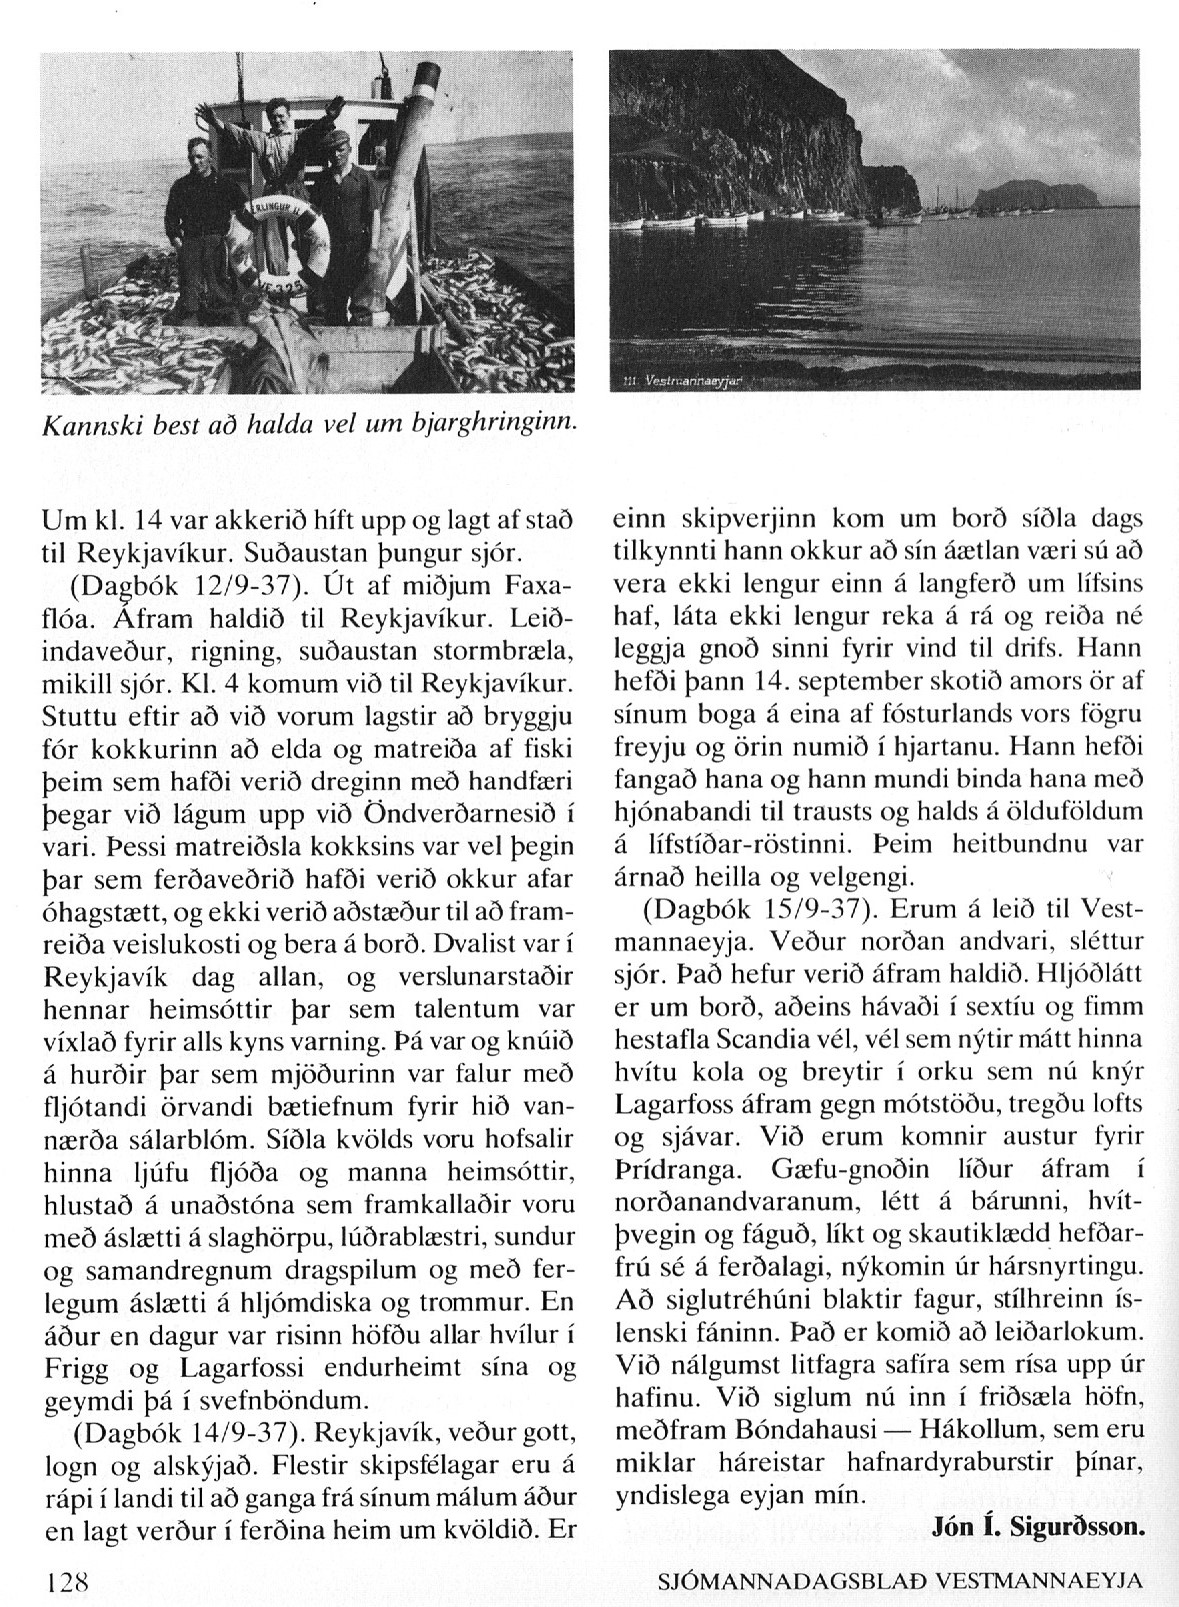 ERLINGUR II.
VE 325
111 Vestmannaeyjar
Kannski best að halda vel um bjarghringinn.
Um kl. 14 var akkerið híft upp og lagt af stað
til Reykjavíkur. Suðaustan þungur sjór.
(Dagbók 12/9-37). Út af miðjum Faxa-
flóa. Áfram haldið til Reykjavíkur. Leið-
indaveður, rigning, suðaustan stormbræla,
mikill sjór. Kl. 4 komum við til Reykjavíkur.
Stuttu eftir að við vorum lagstir að bryggju
fór kokkurinn að elda og matreiða af fiski
þeim sem hafði verið dreginn með handfæri
þegar við lágum upp við Öndverðarnesið í
vari. Þessi matreiðsla kokksins var vel þegin
þar sem ferðaveðrið hafði verið okkur afar
óhagstætt, og ekki verið aðstæður til að fram-
reiða veislukosti og bera á borð. Dvalist var í
Reykjavík dag allan, og verslunarstaðir
hennar heimsóttir þar sem talentum var
víxlað fyrir alls kyns varning. Þá var og knúið
á hurðir þar sem mjöðurinn var falur með
fljótandi örvandi bætiefnum fyrir hið van-
nærða sálarblóm. Síðla kvölds voru hofsalir
hinna ljúfu fljóða og manna heimsóttir,
hlustað á unaðstóna sem framkallaðir voru
með áslætti á slaghörpu, lúðrablæstri, sundur
og samandregnum dragspilum og með fer-
legum áslætti á hljómdiska og trommur. En
áður en dagur var risinn höfðu allar hvílur í
Frigg og Lagarfossi endurheimt sína og
geymdi þá í svefnböndum.
(Dagbók 14/9-37). Reykjavík, veður gott,
logn og alskýjað. Flestir skipsfélagar eru á
rápi í landi til að ganga frá sínum málum áður
en lagt verður í ferðina heim um kvöldið. Er
einn skipverjinn kom um borð síðla dags
tilkynnti hann okkur að sín áætlan væri sú að
vera ekki lengur einn á langferð um lífsins
haf, láta ekki lengur reka á rá og reiða né
leggja gnoð sinni fyrir vind til drifs. Hann
hefði þann 14. september skotið amors ör af
sínum boga á eina af fósturlands vors fögru
freyju og örin numið í hjartanu. Hann hefði
fangað hana og hann mundi binda hana með
hjónabandi til trausts og halds á ölduföldum
á lífstíðar-röstinni. Þeim heitbundnu var
árnað heilla og velgengi.
(Dagbók 15/9-37). Erum á leið til Vest-
mannaeyja. Veður norðan andvari, sléttur
sjór. Það hefur verið áfram haldið. Hljóðlátt
er um borð, aðeins hávaði í sextíu og fimm
hestafla Scandia vél, vél sem nýtir mátt hinna
hvítu kola og breytir í orku sem nú knýr
Lagarfoss áfram gegn mótstöðu, tregðu lofts
og sjávar. Við erum komnir austur fyrir
Þrídranga. Gæfu-gnoðin líður áfram í
norðanandvaranum, létt á bárunni, hvít-
þvegin og fáguð, líkt og skautiklædd hefðar-
frú sé á ferðalagi, nýkomin úr hársnyrtingu.
Að siglutréhúni blaktir fagur, stílhreinn ís-
lenski fáninn. Það er komið að leiðarlokum.
Við nálgumst litfagra safíra sem rísa upp úr
hafinu. Við siglum nú inn í friðsæla höfn,
meðfram Bóndahausi — Hákollum, sem eru
miklar háreistar hafnardyraburstir þínar,
yndislega eyjan mín.
Jón Í. Sigurðsson.
128
SJÓMANNADAGSBLAÐ VESTMANNAEYJA